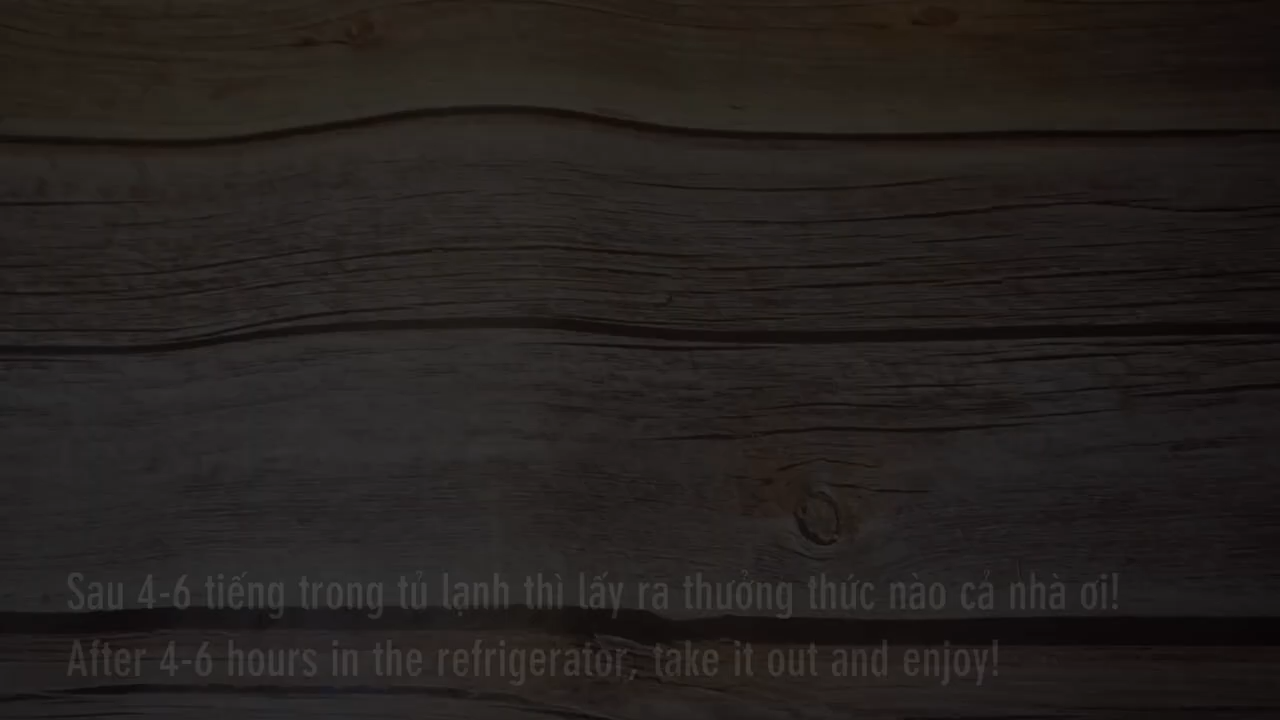 Sau 4-6 tiếng trong tủ lạnh thì lấy ra thưởng thức nào cả nhà ơi!
After 4-6 hours in the refrigerator, take it out and enjoy!